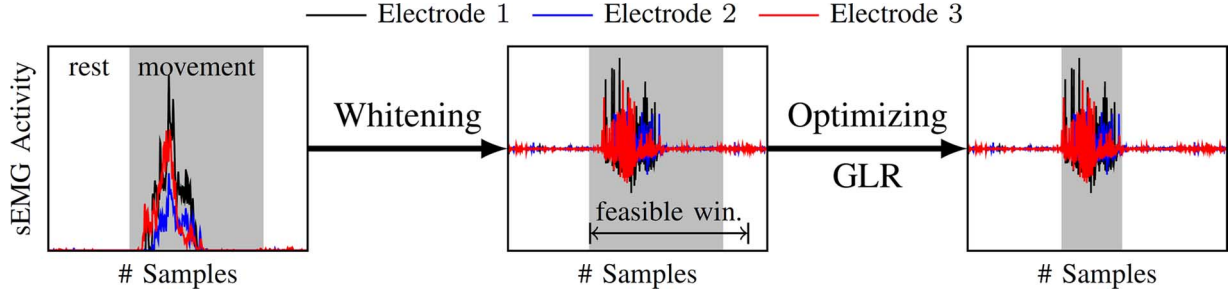 Electrode 1 Electrode 2 Electrode 3
sEMG Activity
rest movement
# Samples
Whitening
feasible win.
# Samples
Optimizing
GLR
# Samples